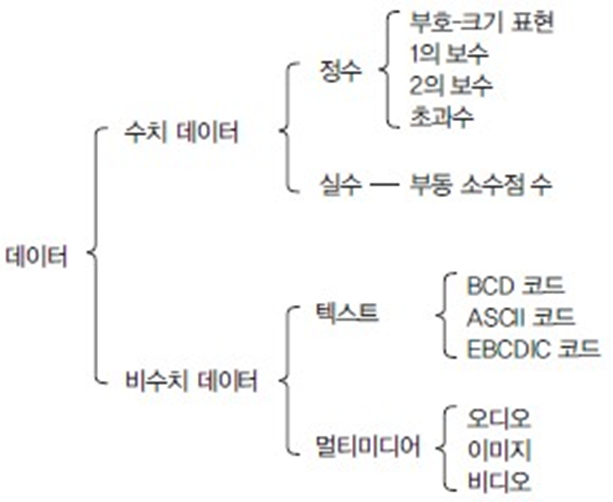 부호-크기 표현
1의 보수
2의 보수
초과수
정수
수치 데이터
실수 — 부동 소수점 수
데이터
비수치 데이터
텍스트
BCD 코드
ASCII 코드
EBCDIC 코드
멀티미디어
오디오
이미지
비디오